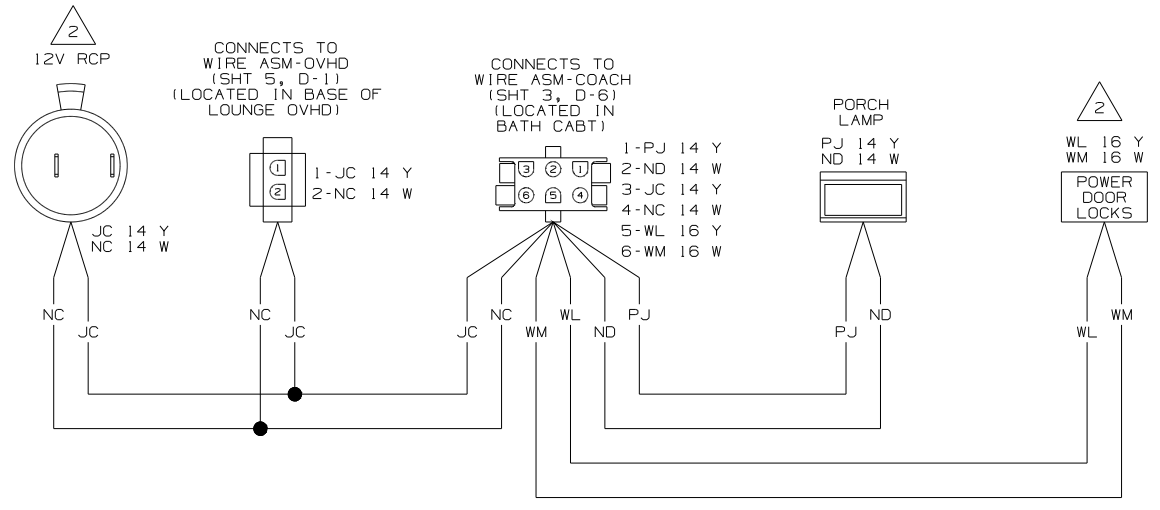 2
12V RCP
JC 14 Y
NC 14 W
CONNECTS TO
WIRE ASM-OVHD
(SHT 5, D-1)
(LOCATED IN BASE OF
LOUNGE OVHD)
1
2
1-JC 14 Y
2-NC 14 W
CONNECTS TO
WIRE ASM-COACH
(SHT 3, D-6)
(LOCATED IN
BATH CABT)
3 2 1
6 5 4
1-PJ 14 Y
2-ND 14 W
3-JC 14 Y
4-NC 14 W
5-WL 16 Y
6-WM 16 W
PORCH
LAMP
PJ 14 Y
ND 14 W
2
WL 16 Y
WM 16 W
POWER
DOOR
LOCKS
NC
JC
NC
JC
JC
NC
WM
WL
ND
PJ
PJ
ND
WL
WM